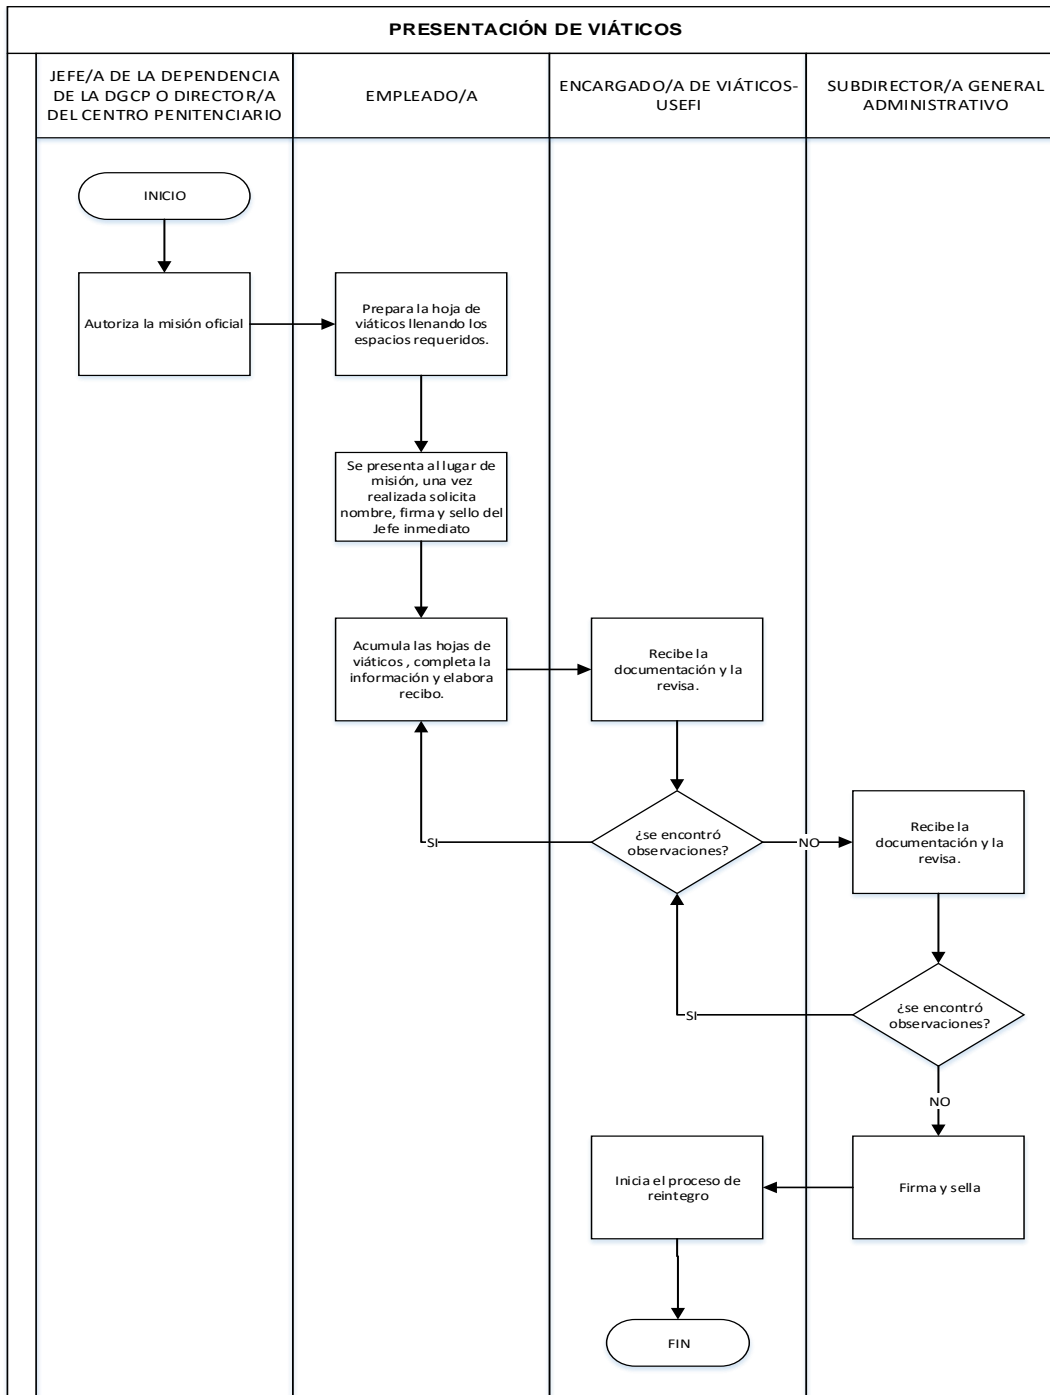 PRESENTACIÓN DE VIÁTICOS
JEFE/A DE LA DEPENDENCIA
DE LA DGCP O DIRECTOR/A
DEL CENTRO PENITENCIARIO
EMPLEADO/A
ENCARGADO/A DE VIÁTICOS-
USEFI
SUBDIRECTOR/A GENERAL
ADMINISTRATIVO
INICIO
Autoriza la misión oficial
Prepara la hoja de
viáticos llenando los
espacios requeridos.
Se presenta al lugar de
misión, una vez
realizada solicita
nombre, firma y sello del
Jefe inmediato
Acumula las hojas de
viáticos , completa la
información y elabora
recibo.
Recibe la
documentación y la
revisa.
¿se encontró
observaciones?
SI
NO
Recibe la
documentación y la
revisa.
¿se encontró
observaciones?
SI
NO
Firma y sella
Inicia el proceso de
reintegro
FIN